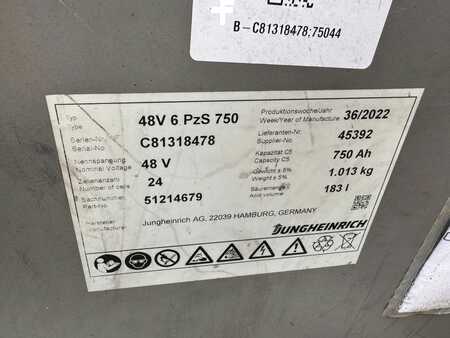 B-C81318478;75044
Typ
Type
48V 6 PzS 750
Produktionswoche/Jahr
Week/Year of Manufacture
36/2022
Serien-Nr.
Serial-No.
C81318478
Lieferanten-Nr.
Supplier-No.
45392
Nennspannung
Nominal Voltage
48 V
Kapazität C5
Capacity C5
750 Ah
Zellenanzahl
Number of cells
24
Gewicht ± 5%
Weight ± 5%
1.013 kg
Sachnummer
Part-No.
51214679
Säuremenge
Acid volume
183 l
Hersteller
Manufacturer
Jungheinrich AG, 22039 HAMBURG, GERMANY
JUNGHEINRICH